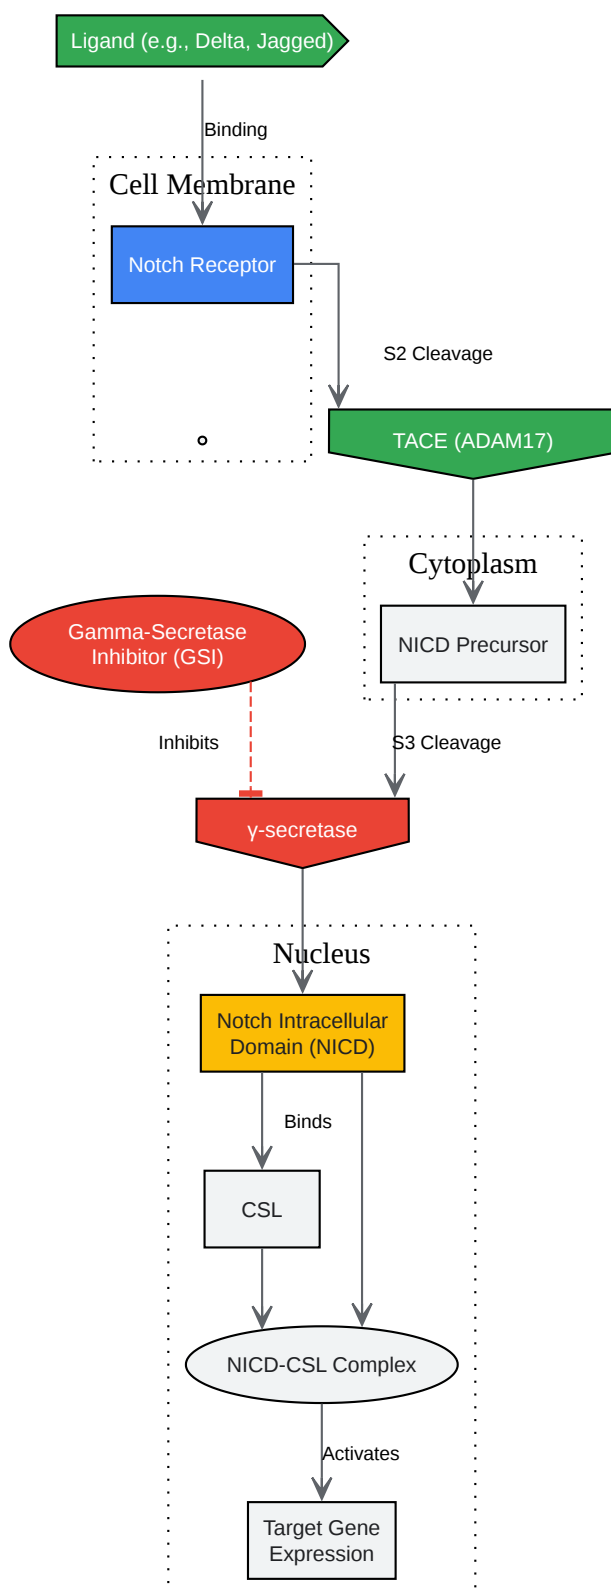 Ligand (e.g., Delta, Jagged)
Binding
Cell Membrane
Notch Receptor
S2 Cleavage
TACE (ADAM17)
Cytoplasm
NICD Precursor
Gamma-Secretase
Inhibitor (GSI)
Inhibits
S3 Cleavage
γ-secretase
Nucleus
Notch Intracellular
Domain (NICD)
Binds
CSL
NICD-CSL Complex
Activates
Target Gene
Expression